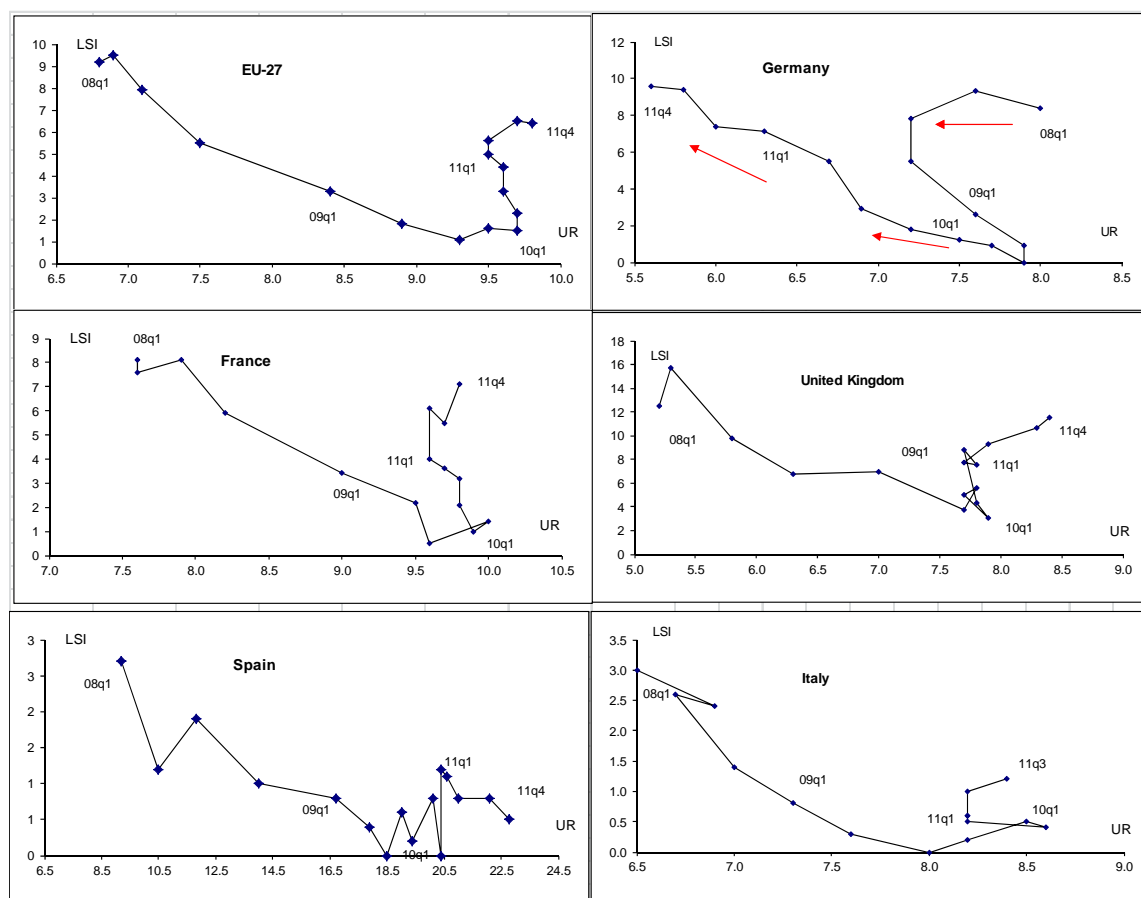 LSI
EU-27
10
9
8
7
6
5
4
3
2
1
0
08q1
09q1
10q1
11q1
11q4
UR
6.5 7.0 7.5 8.0 8.5 9.0 9.5 10.0
LSI
Germany
12
10
8
6
4
2
0
11q4
11q1
10q1
09q1
08q1
UR
5.5 6.0 6.5 7.0 7.5 8.0 8.5
LSI
France
9
8
7
6
5
4
3
2
1
0
08q1
09q1
10q1
11q1
11q4
UR
7.0 7.5 8.0 8.5 9.0 9.5 10.0 10.5
LSI
United Kingdom
18
16
14
12
10
8
6
4
2
0
08q1
09q1
10q1
11q1
11q4
UR
5.0 5.5 6.0 6.5 7.0 7.5 8.0 8.5 9.0
LSI
Spain
3
3
2
2
1
1
0
08q1
09q1
10q1
11q1
11q4
UR
6.5 8.5 10.5 12.5 14.5 16.5 18.5 20.5 22.5 24.5
LSI
Italy
3.5
3.0
2.5
2.0
1.5
1.0
0.5
0.0
08q1
09q1
10q1
11q1
11q3
UR
6.5 7.0 7.5 8.0 8.5 9.0